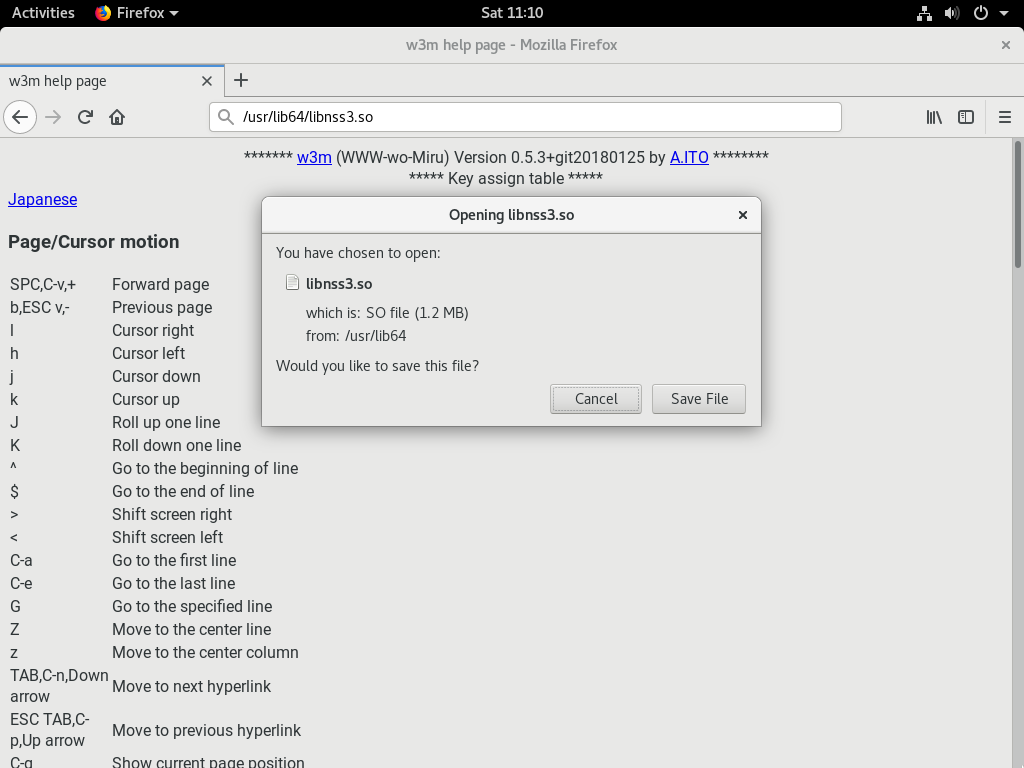 Activities Firefox Sat 11:10
w3m help page - Mozilla Firefox
w3m help page
/usr/lib64/libnss3.so
******* w3m (WWW-wo-Miru) Version 0.5.3+git20180125 by A.ITO ********
***** Key assign table *****
Japanese
Page/Cursor motion
SPC,C-v,+ Forward page
b,ESC v,- Previous page
l Cursor right
h Cursor left
j Cursor down
k Cursor up
J Roll up one line
K Roll down one line
^ Go to the beginning of line
$ Go to the end of line
> Shift screen right
< Shift screen left
C-a Go to the first line
C-e Go to the last line
G Go to the specified line
Z Move to the center line
z Move to the center column
TAB,C-n,Down
arrow Move to next hyperlink
ESC TAB,C-
p,Up arrow Move to previous hyperlink
C-g Show current page position
Opening libnss3.so
You have chosen to open:
libnss3.so
which is: SO file (1.2 MB)
from: /usr/lib64
Would you like to save this file?
Cancel Save File